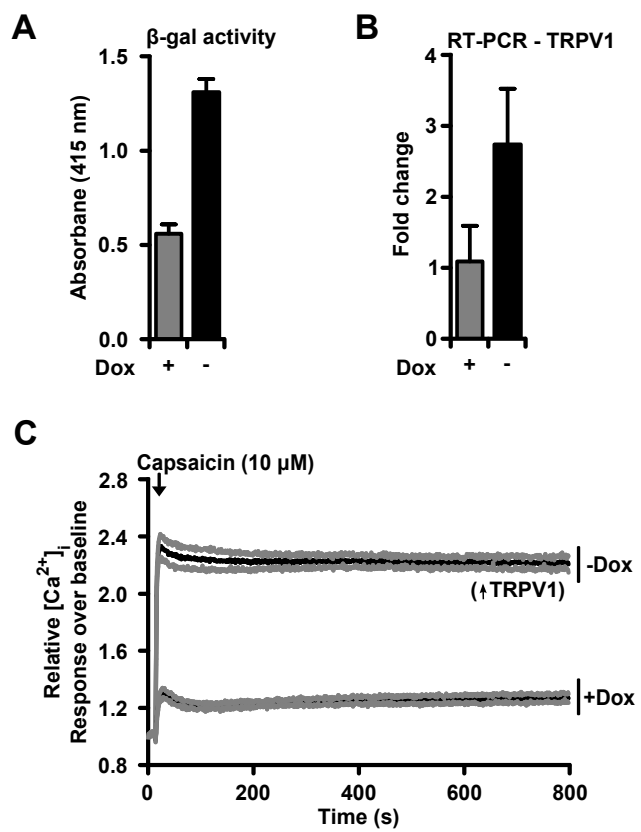 A
β-gal activity
Absorbane (415 nm)
1.5
1.0
0.5
0.0
Dox + -
B
RT-PCR - TRPV1
Fold change
4
3
2
1
0
Dox + -
C
Capsaicin (10 µM)
Relative [Ca²⁺]ᵢ
Response over baseline
2.8
2.4
2.0
1.6
1.2
0.8
-Dox
(↑TRPV1)
+Dox
0 200 400 600 800
Time (s)